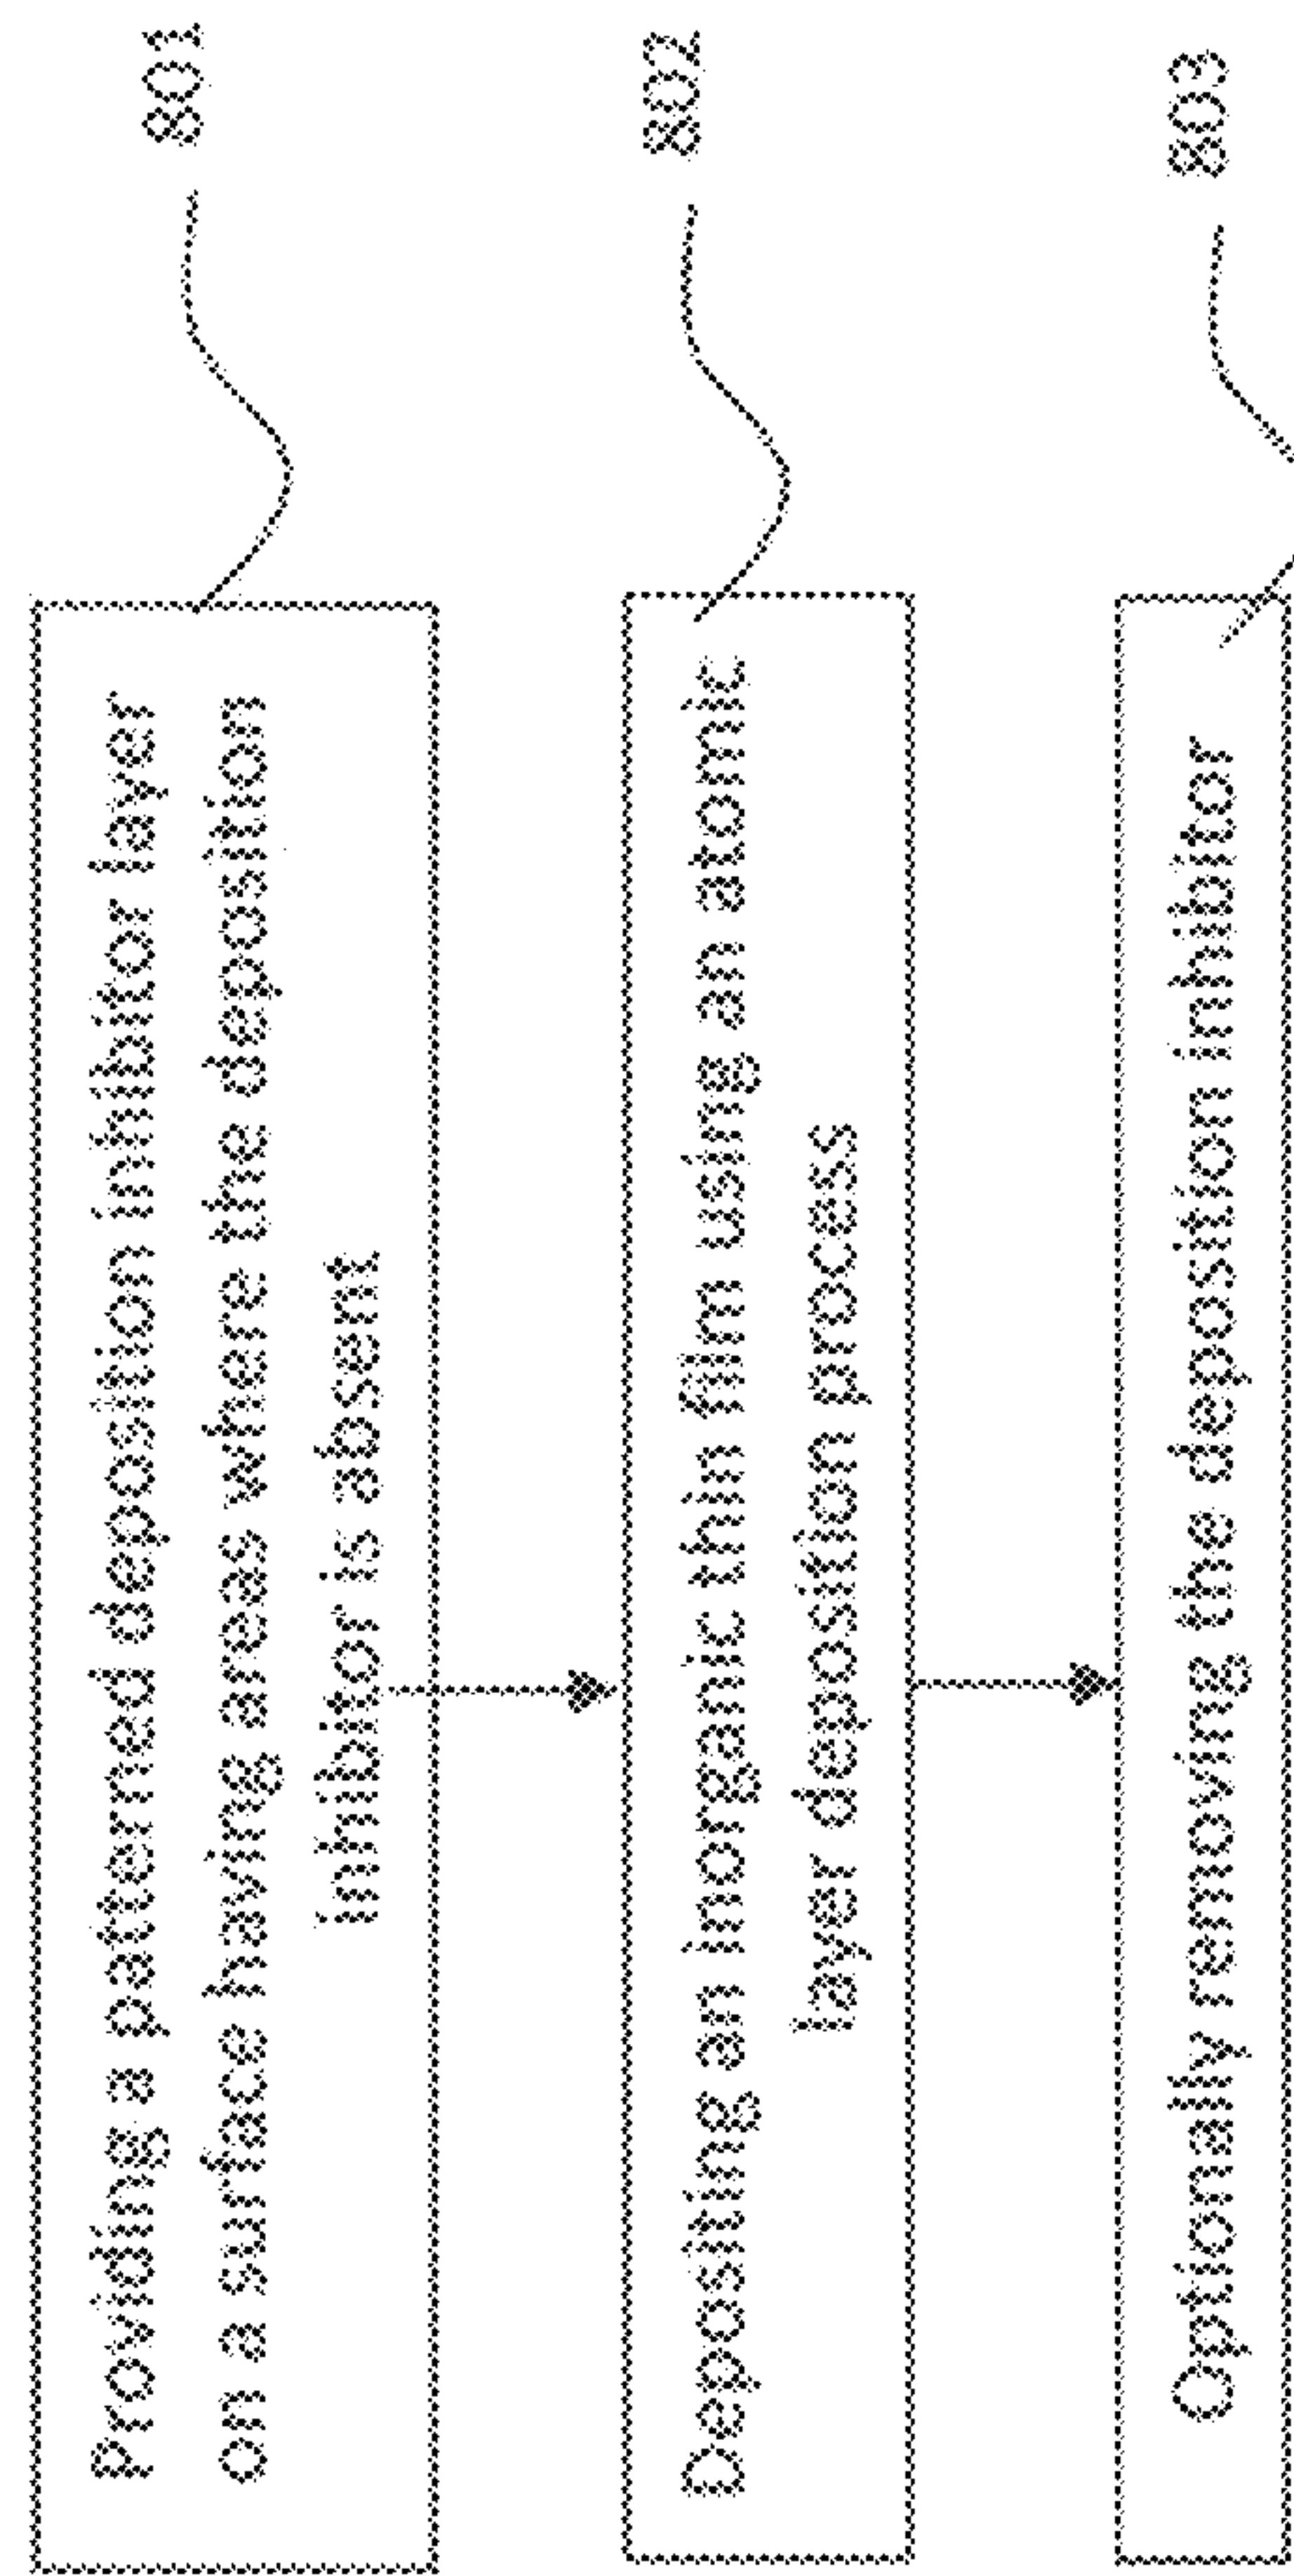 Providing a patterned deposition inhibitor layer
on a surface having areas where the deposition
inhibitor is absent
801
Depositing an inorganic thin film using an atomic
layer deposition process
802
Optionally removing the deposition inhibitor
803